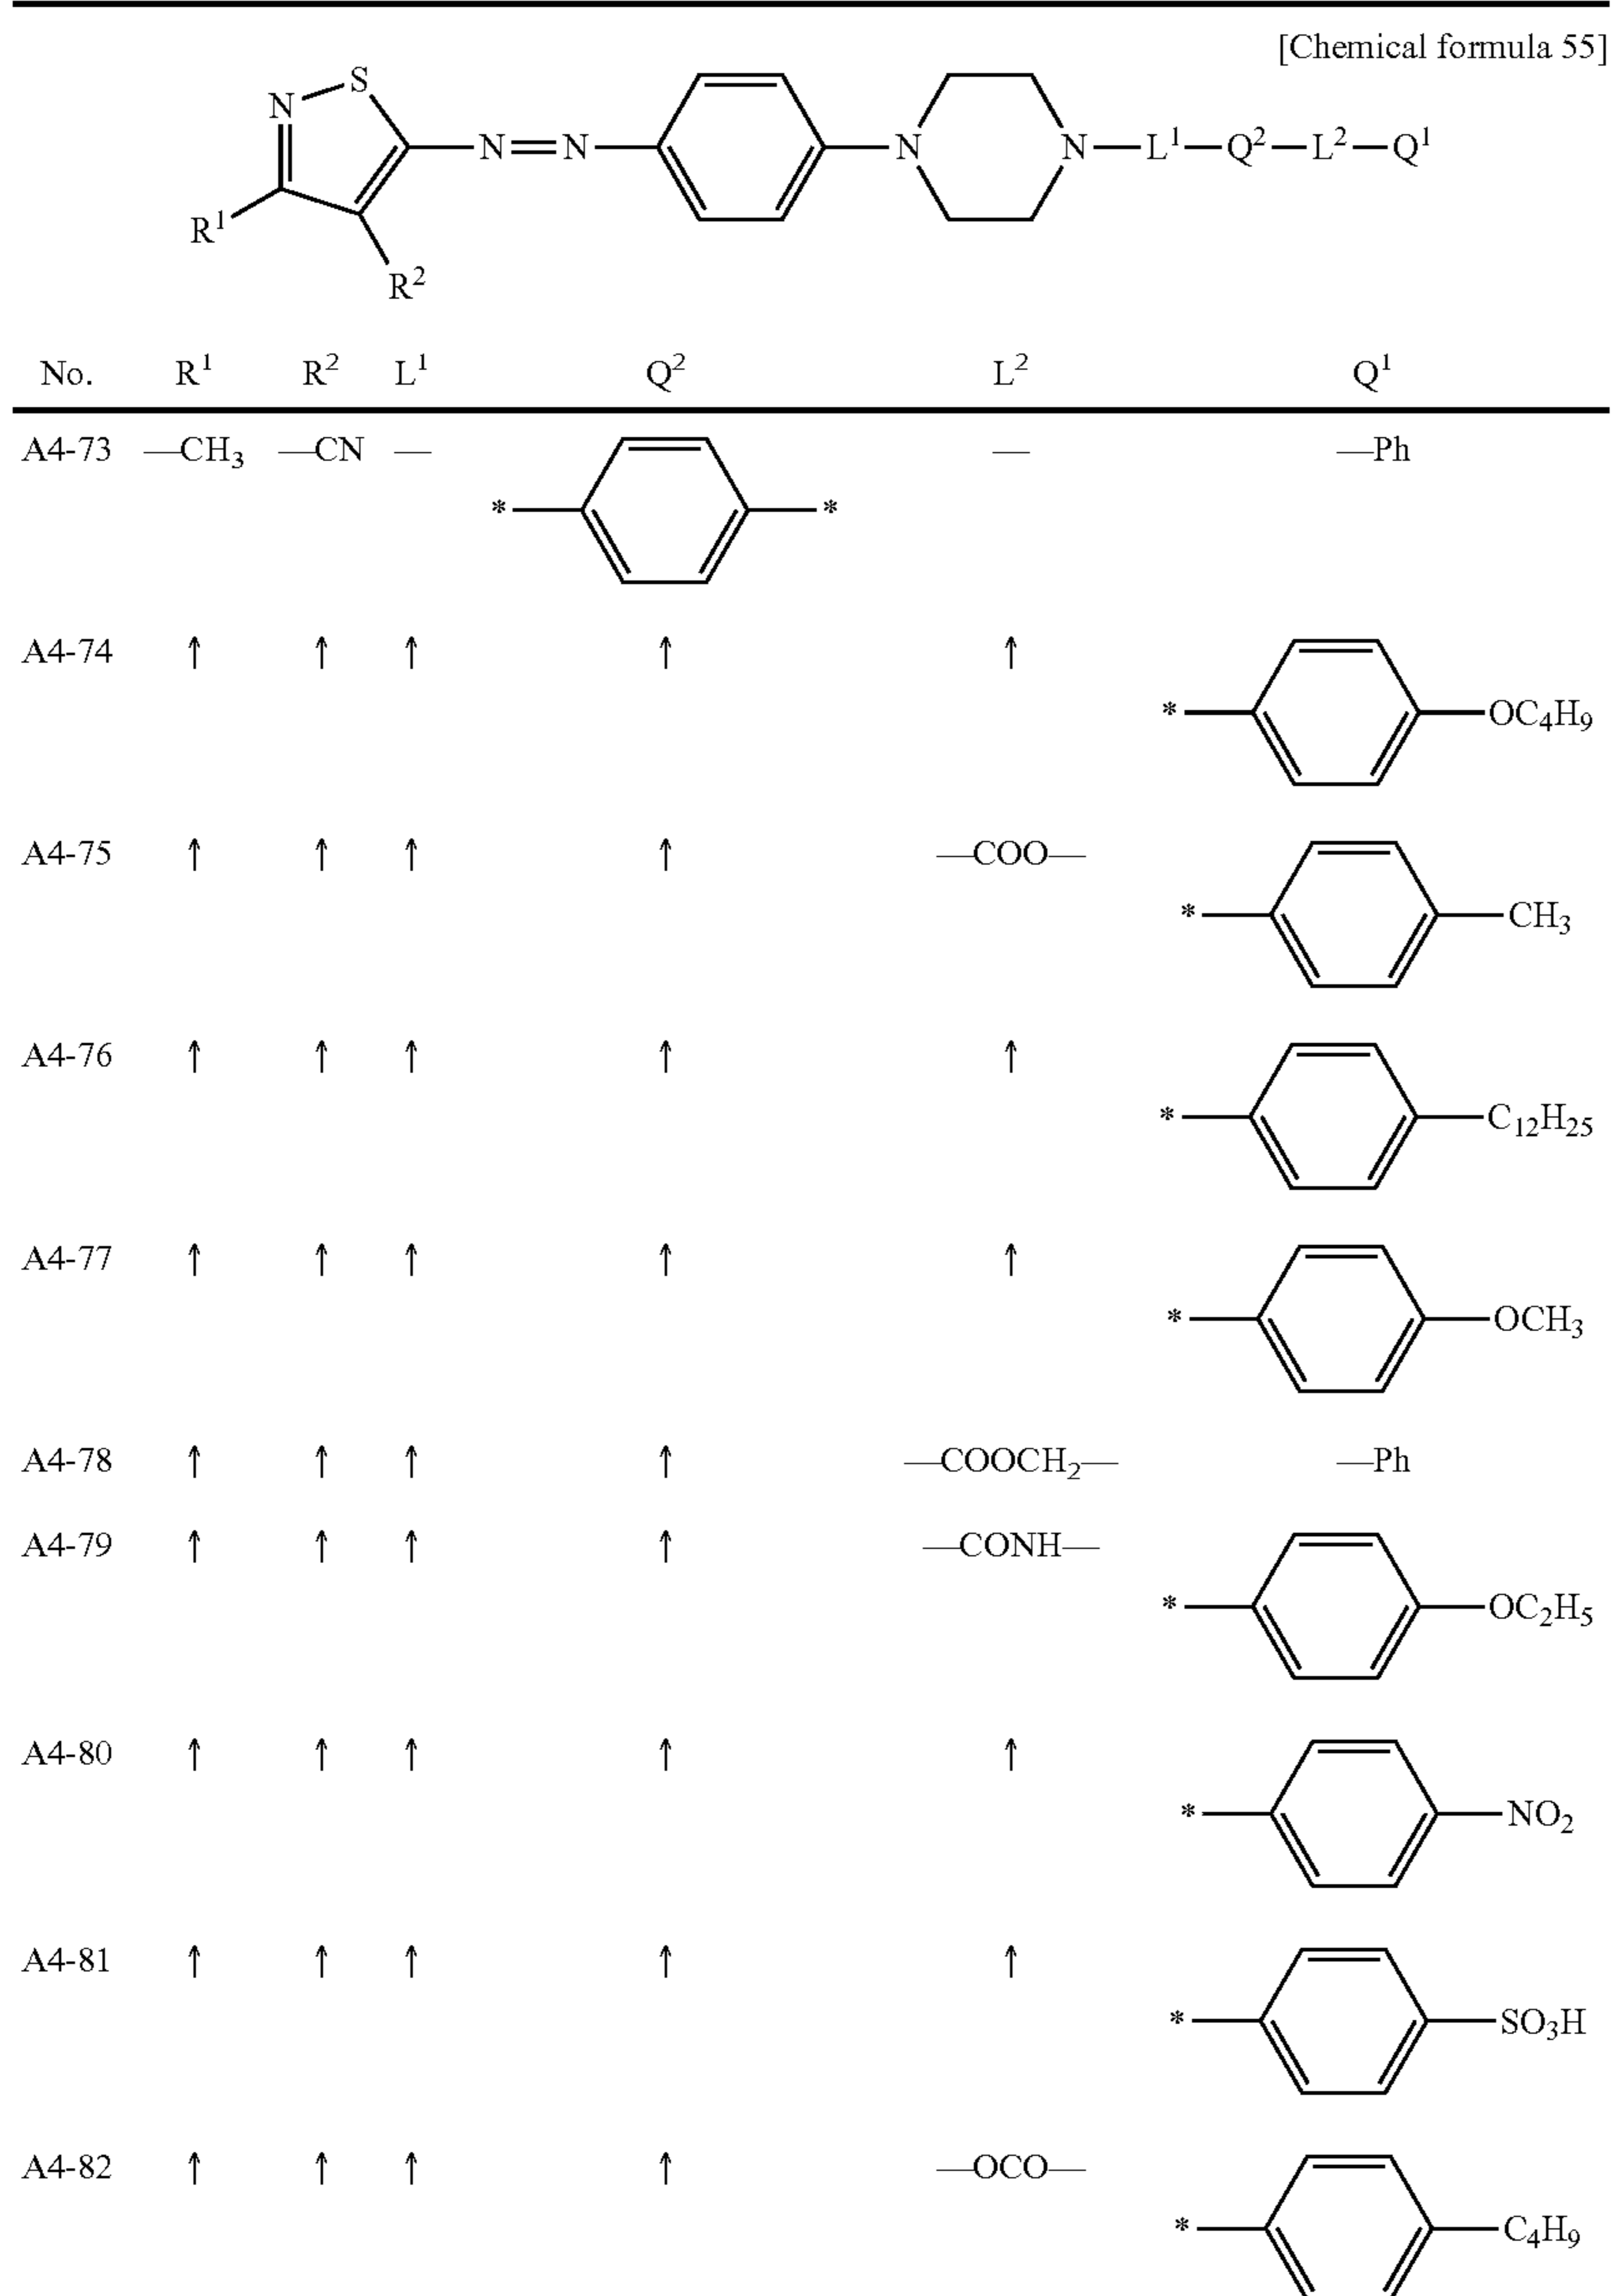 [Chemical formula 55]
S
N
N=N
N
N—L¹—Q²—L²—Q¹
R¹
R²
No. R¹ R² L¹ Q² L² Q¹
A4-73 —CH₃ —CN — * * — —Ph
A4-74 ↑ ↑ ↑ ↑ ↑ * OC₄H₉
A4-75 ↑ ↑ ↑ ↑ —COO— * CH₃
A4-76 ↑ ↑ ↑ ↑ ↑ * C₁₂H₂₅
A4-77 ↑ ↑ ↑ ↑ ↑ * OCH₃
A4-78 ↑ ↑ ↑ ↑ —COOCH₂— —Ph
A4-79 ↑ ↑ ↑ ↑ —CONH— * OC₂H₅
A4-80 ↑ ↑ ↑ ↑ ↑ * NO₂
A4-81 ↑ ↑ ↑ ↑ ↑ * SO₃H
A4-82 ↑ ↑ ↑ ↑ —OCO— * C₄H₉